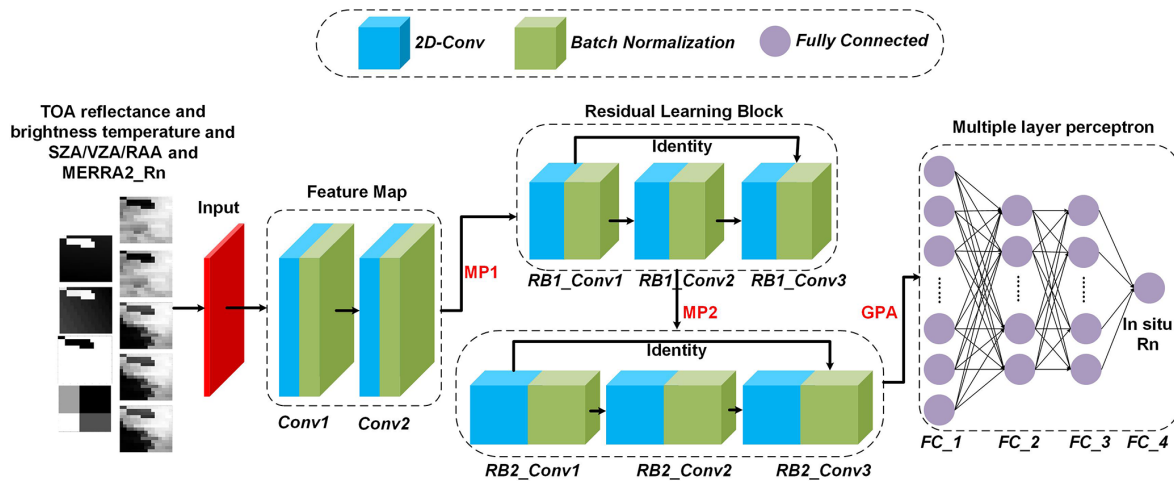 2D-Conv
Batch Normalization
Fully Connected
TOA reflectance and
brightness temperature and
SZA/VZA/RAA and
MERRA2_Rn
Input
Feature Map
Conv1
Conv2
MP1
Residual Learning Block
Identity
RB1_Conv1
RB1_Conv2
RB1_Conv3
MP2
Identity
RB2_Conv1
RB2_Conv2
RB2_Conv3
GPA
Multiple layer perceptron
In situ
Rn
FC_1
FC_2
FC_3
FC_4